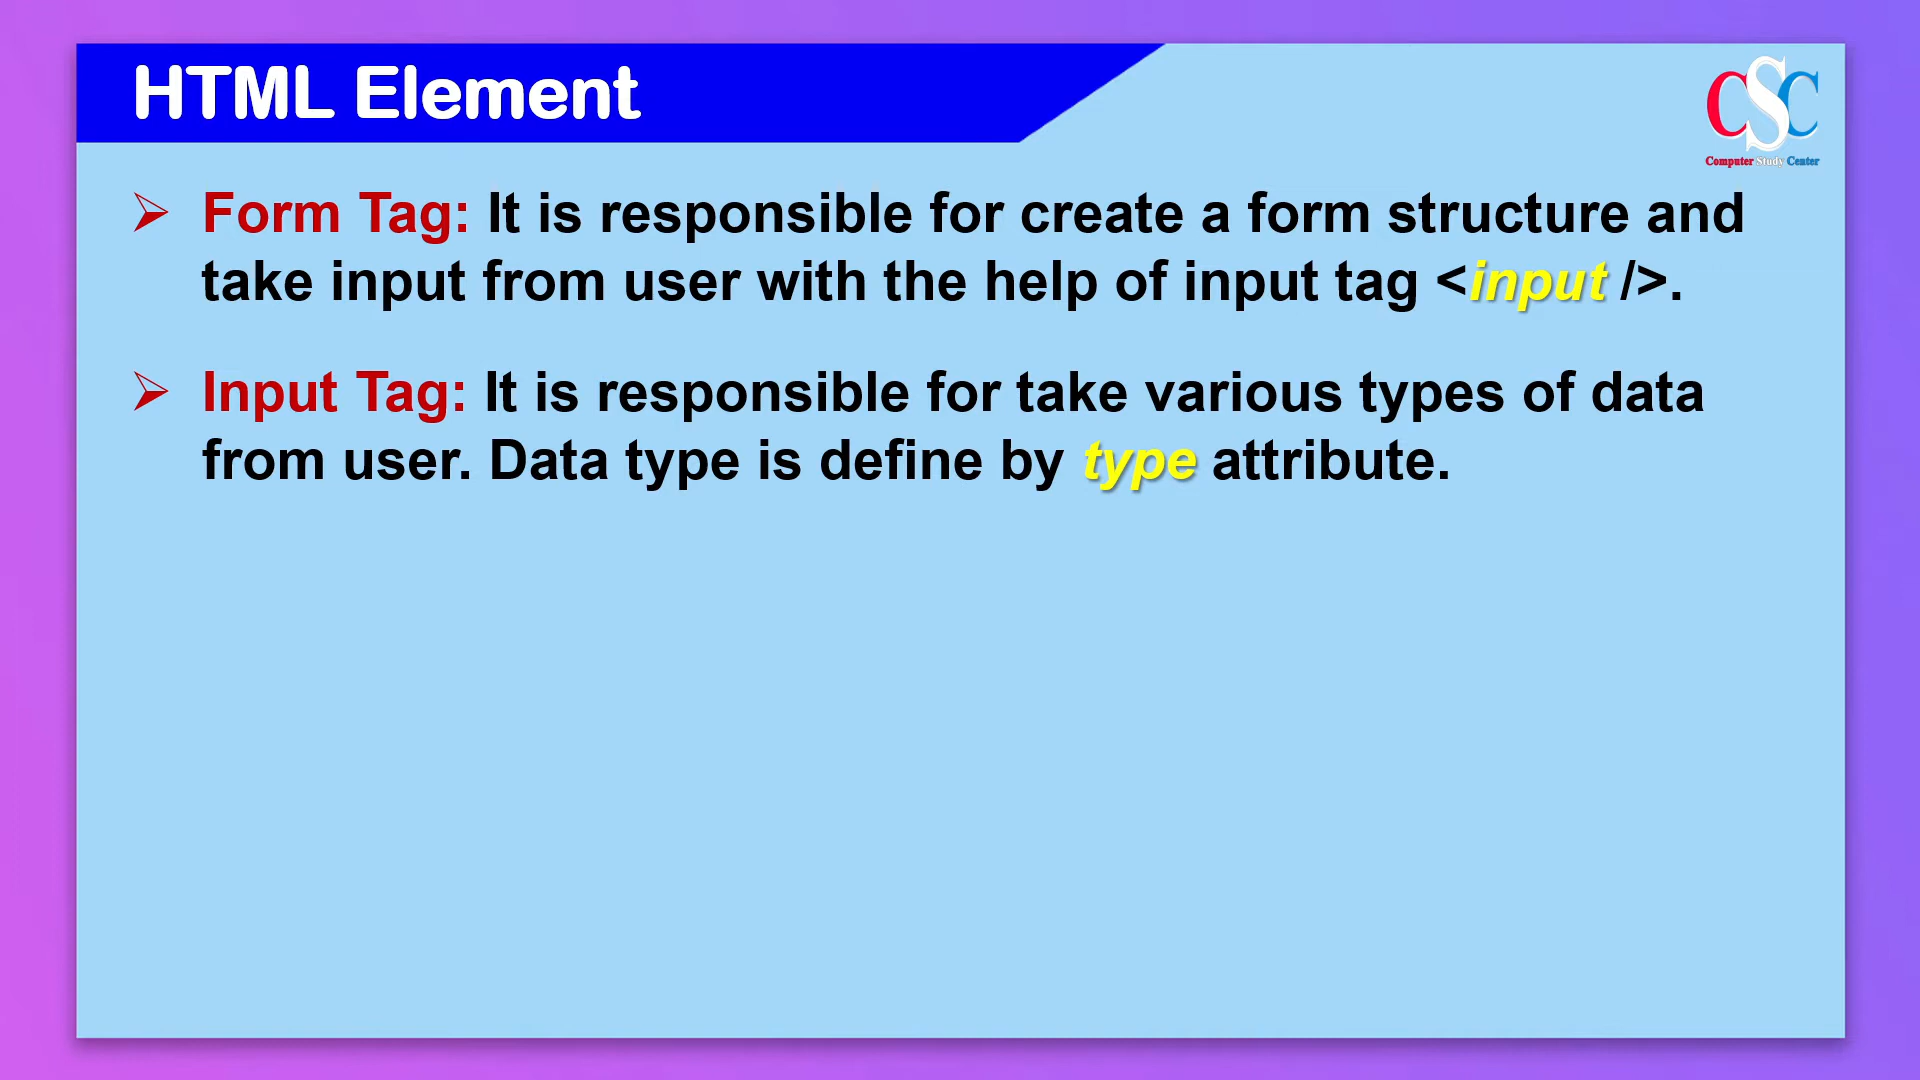 HTML Element
CSC
Computer Study Center
Form Tag: It is responsible for create a form structure and
take input from user with the help of input tag <input />.
Input Tag: It is responsible for take various types of data
from user. Data type is define by type attribute.